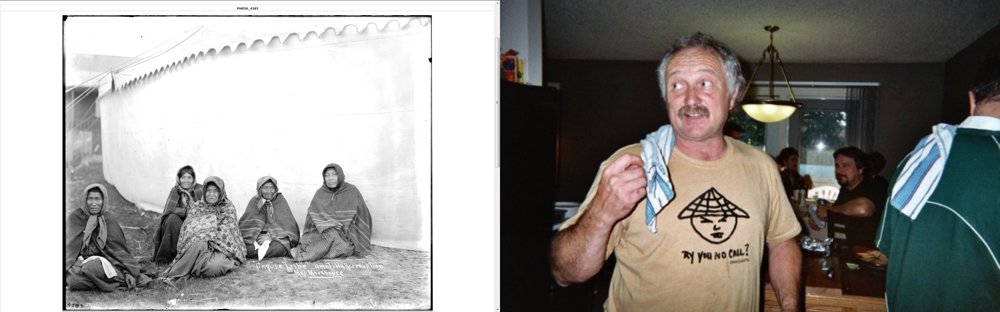 PH036_4283
"Cayuse Tribe" Umatilla Reservation
Maj. Moorhouse
4283
RY YOU NO CALL?